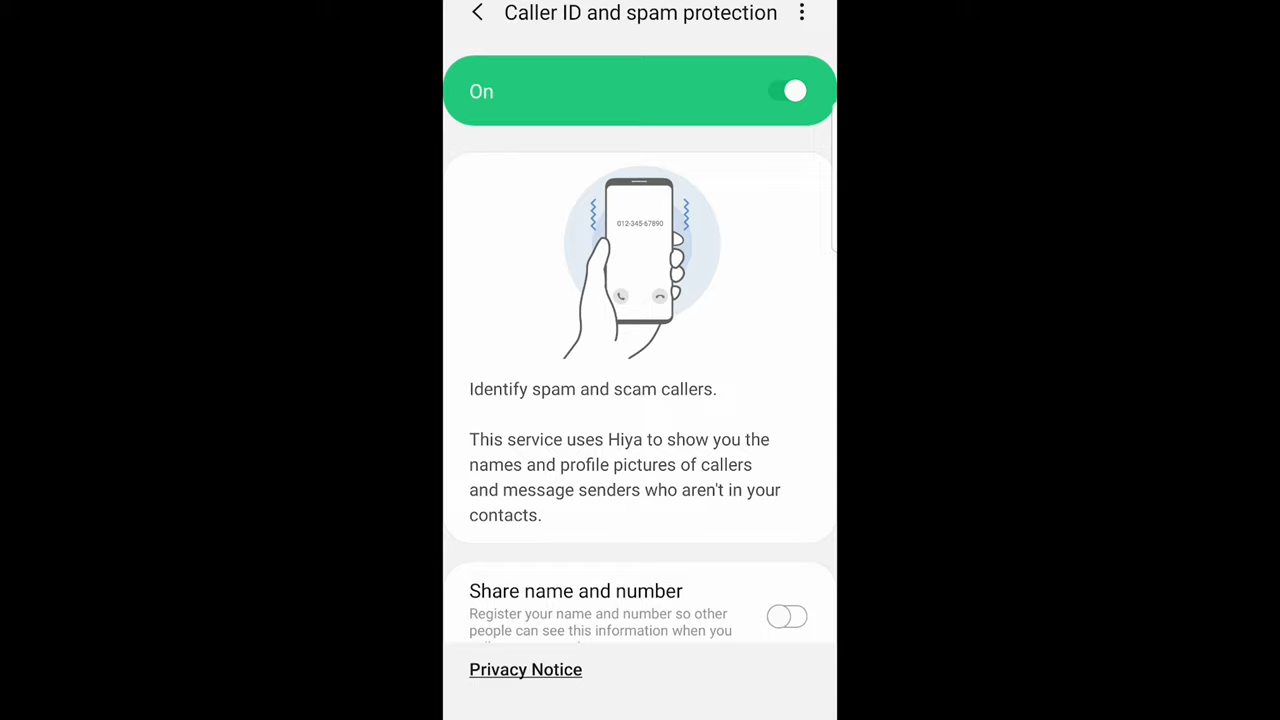 Caller ID and spam protection
On
012-345-67890
Identify spam and scam callers.
This service uses Hiya to show you the
names and profile pictures of callers
and message senders who aren't in your
contacts.
Share name and number
Register your name and number so other
people can see this information when you
Privacy Notice